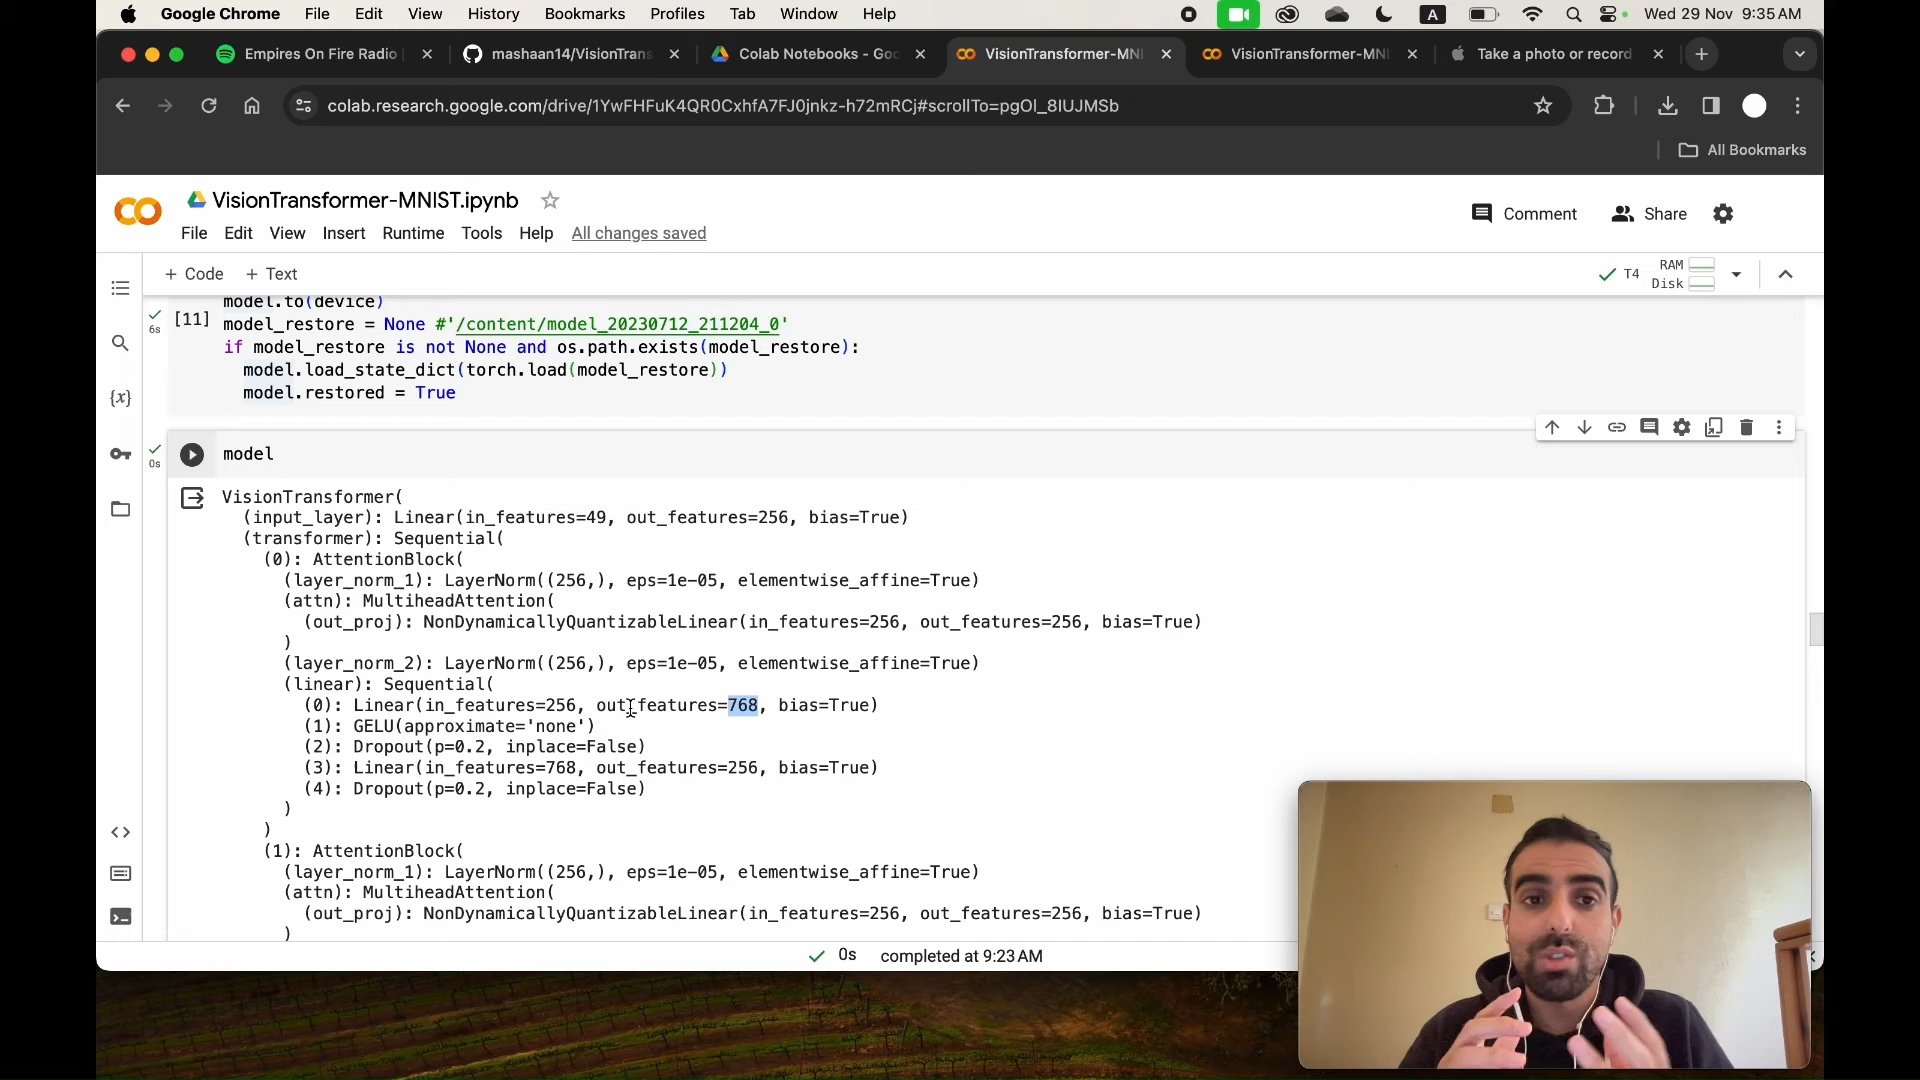 Google Chrome File Edit View History Bookmarks Profiles Tab Window Help A Wed 29 Nov 9:35 AM
Empires On Fire Radio mashaan14/VisionTrans Colab Notebooks - Goo VisionTransformer-MNI VisionTransformer-MNI Take a photo or record
colab.research.google.com/drive/1YwFHFuK4QR0CxhfA7FJ0jnkz-h72mRCj#scrollTo=pgOl_8IUJMSb
All Bookmarks
VisionTransformer-MNIST.ipynb
Comment Share
File Edit View Insert Runtime Tools Help All changes saved
+ Code + Text
T4 RAM
Disk
model.to(device)
[11] model_restore = None #'/content/model_20230712_211204_0'
6s
if model_restore is not None and os.path.exists(model_restore):
model.load_state_dict(torch.load(model_restore))
model.restored = True
{x}
model
0s
VisionTransformer(
(input_layer): Linear(in_features=49, out_features=256, bias=True)
(transformer): Sequential(
(0): AttentionBlock(
(layer_norm_1): LayerNorm((256,), eps=1e-05, elementwise_affine=True)
(attn): MultiheadAttention(
(out_proj): NonDynamicallyQuantizableLinear(in_features=256, out_features=256, bias=True)
)
(layer_norm_2): LayerNorm((256,), eps=1e-05, elementwise_affine=True)
(linear): Sequential(
(0): Linear(in_features=256, out_features=768, bias=True)
(1): GELU(approximate='none')
(2): Dropout(p=0.2, inplace=False)
(3): Linear(in_features=768, out_features=256, bias=True)
(4): Dropout(p=0.2, inplace=False)
)
)
(1): AttentionBlock(
(layer_norm_1): LayerNorm((256,), eps=1e-05, elementwise_affine=True)
(attn): MultiheadAttention(
(out_proj): NonDynamicallyQuantizableLinear(in_features=256, out_features=256, bias=True)
)
0s completed at 9:23 AM